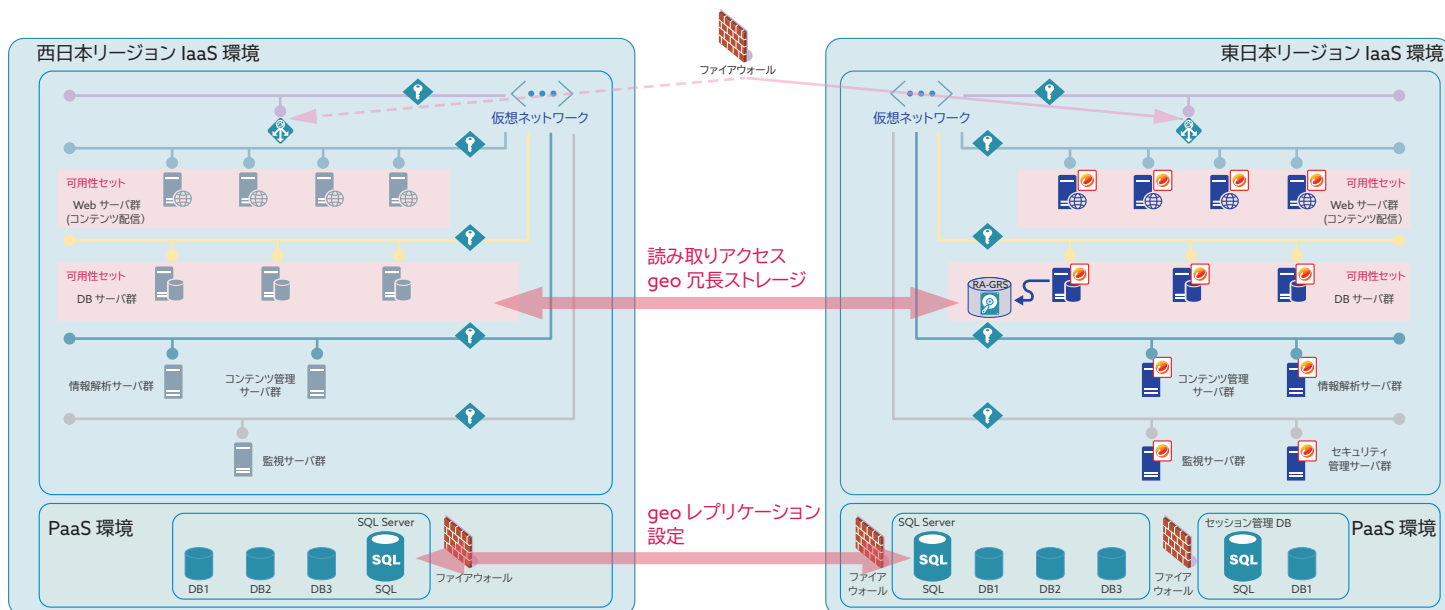 ファイアウォール
西日本リージョン IaaS 環境
仮想ネットワーク
可用性セット
Web サーバ群
(コンテンツ配信)
可用性セット
DB サーバ群
情報解析サーバ群
コンテンツ管理
サーバ群
監視サーバ群
PaaS 環境
SQL Server
SQL
DB1
DB2
DB3
SQL
ファイアウォール
読み取りアクセス
geo 冗長ストレージ
geo レプリケーション
設定
東日本リージョン IaaS 環境
仮想ネットワーク
可用性セット
Web サーバ群
(コンテンツ配信)
RA-GRS
可用性セット
DB サーバ群
コンテンツ管理
サーバ群
情報解析サーバ群
監視サーバ群
セキュリティ
管理サーバ群
PaaS 環境
ファイア
ウォール
SQL Server
SQL
SQL
DB1
DB2
DB3
ファイア
ウォール
セッション管理 DB
SQL
SQL
DB1